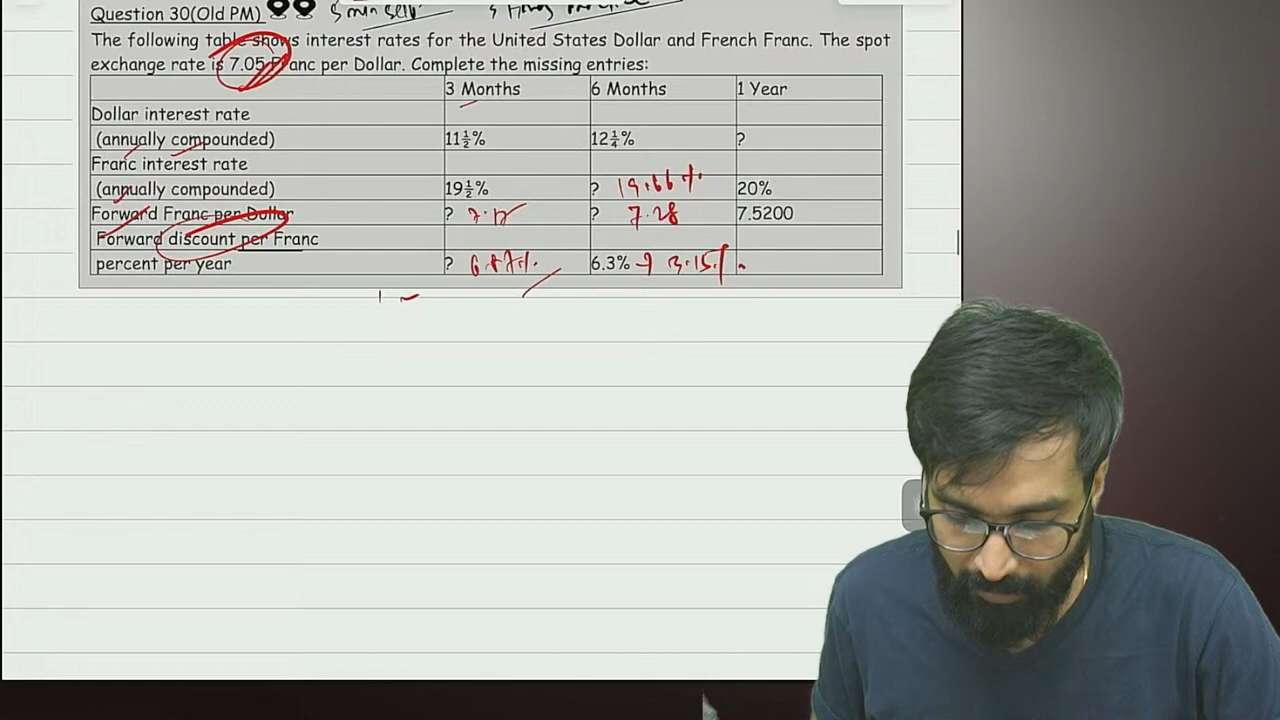 Question 30(Old PM) 5 min self
The following table shows interest rates for the United States Dollar and French Franc. The spot
exchange rate is 7.05 Franc per Dollar. Complete the missing entries:
3 Months 6 Months 1 Year
Dollar interest rate
(annually compounded) 11½% 12¼% ?
Franc interest rate
(annually compounded) 19½% ? 19.66% 20%
Forward Franc per Dollar ? ? 7.28 7.5200
Forward discount per Franc
percent per year ? 6.3% → 3.15%
1 -